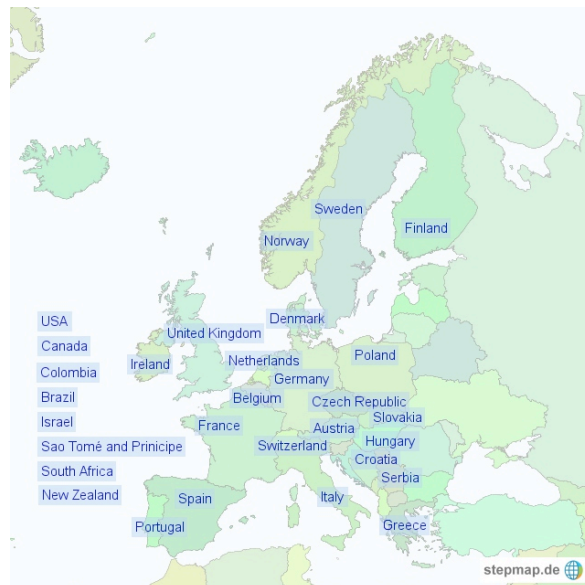 Sweden
Finland
Norway
USA
Denmark
United Kingdom
Canada
Ireland
Netherlands
Poland
Colombia
Germany
Belgium
Czech Republic
Brazil
Slovakia
Israel
France
Austria
Hungary
Sao Tomé and Prinicipe
Switzerland
Croatia
South Africa
Serbia
New Zealand
Spain
Italy
Portugal
Greece
stepmap.de